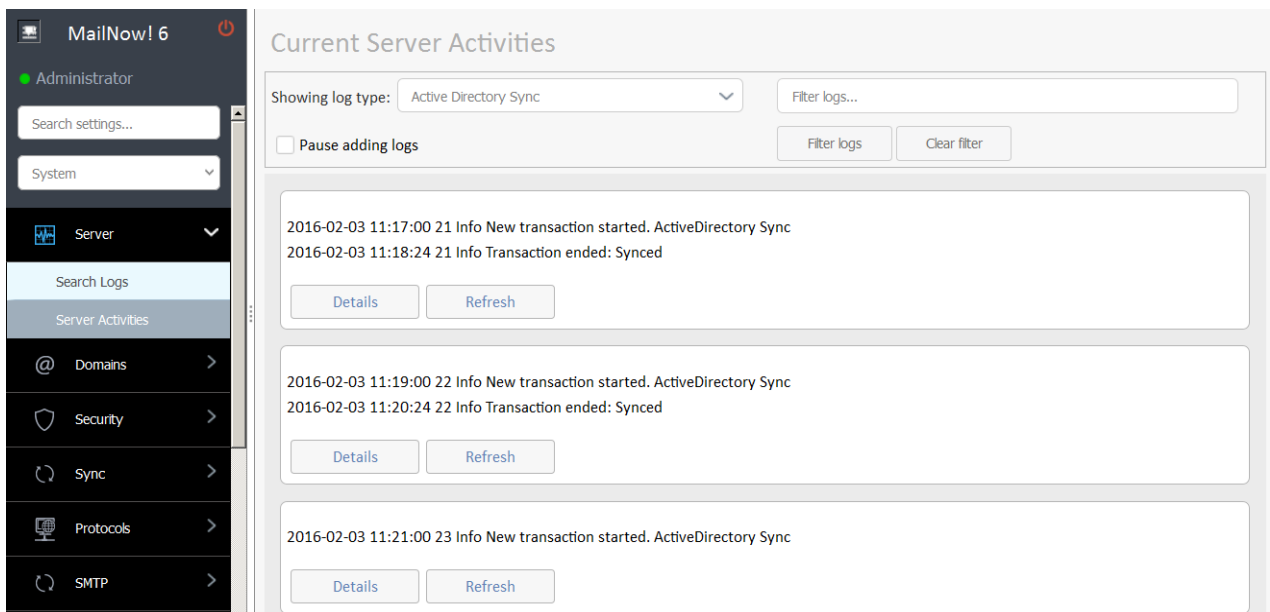 MailNow! 6
Administrator
Search settings...
System
Server
Search Logs
Server Activities
@ Domains
Security
Sync
Protocols
SMTP
Current Server Activities
Showing log type: Active Directory Sync
Filter logs...
Pause adding logs
Filter logs
Clear filter
2016-02-03 11:17:00 21 Info New transaction started. ActiveDirectory Sync
2016-02-03 11:18:24 21 Info Transaction ended: Synced
Details Refresh
2016-02-03 11:19:00 22 Info New transaction started. ActiveDirectory Sync
2016-02-03 11:20:24 22 Info Transaction ended: Synced
Details Refresh
2016-02-03 11:21:00 23 Info New transaction started. ActiveDirectory Sync
Details Refresh